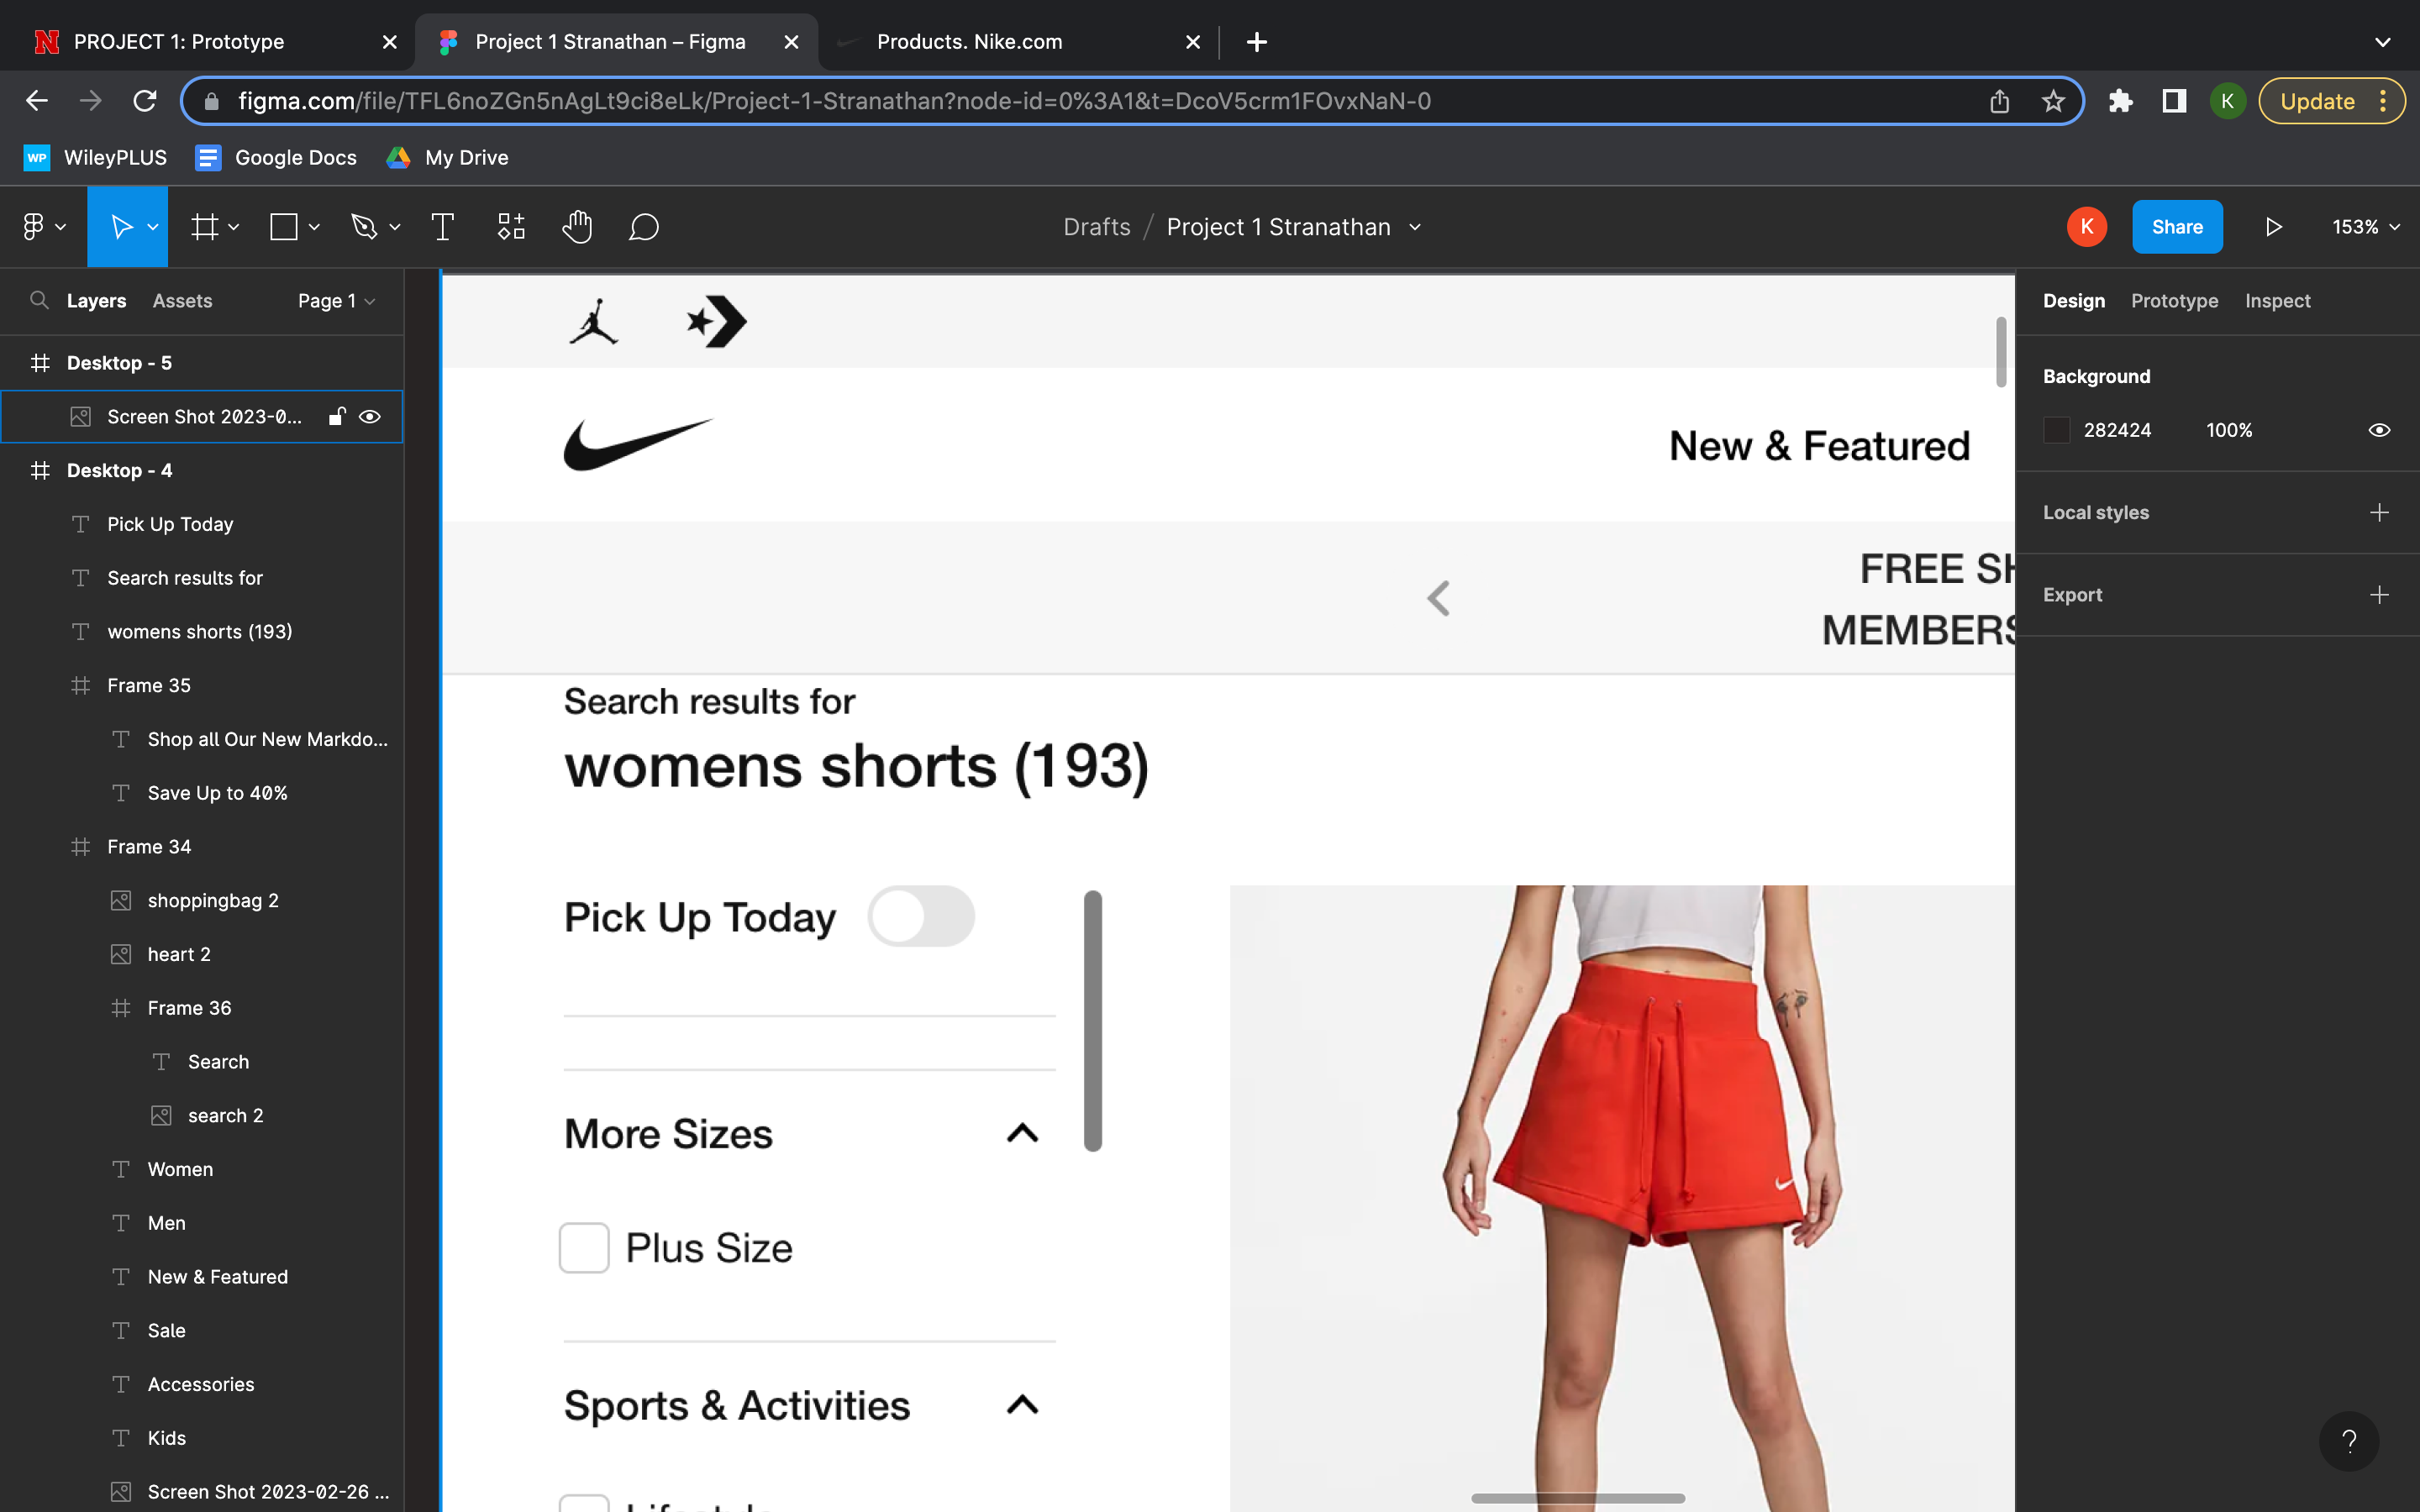 PROJECT 1: Prototype
Project 1 Stranathan – Figma
Products. Nike.com
figma.com/file/TFL6noZGn5nAgLt9ci8eLk/Project-1-Stranathan?node-id=0%3A1&t=DcoV5crm1FOvxNaN-0
K
Update
WP WileyPLUS
Google Docs
My Drive
Drafts / Project 1 Stranathan
K
Share
153%
Layers
Assets
Page 1
Desktop - 5
Screen Shot 2023-0...
Desktop - 4
Pick Up Today
Search results for
womens shorts (193)
Frame 35
Shop all Our New Markdo...
Save Up to 40%
Frame 34
shoppingbag 2
heart 2
Frame 36
Search
search 2
Women
Men
New & Featured
Sale
Accessories
Kids
Screen Shot 2023-02-26 ...
New & Featured
FREE SH
MEMBERS
Search results for
womens shorts (193)
Pick Up Today
More Sizes
Plus Size
Sports & Activities
Lifestyle
Design
Prototype
Inspect
Background
282424
100%
Local styles
Export
?